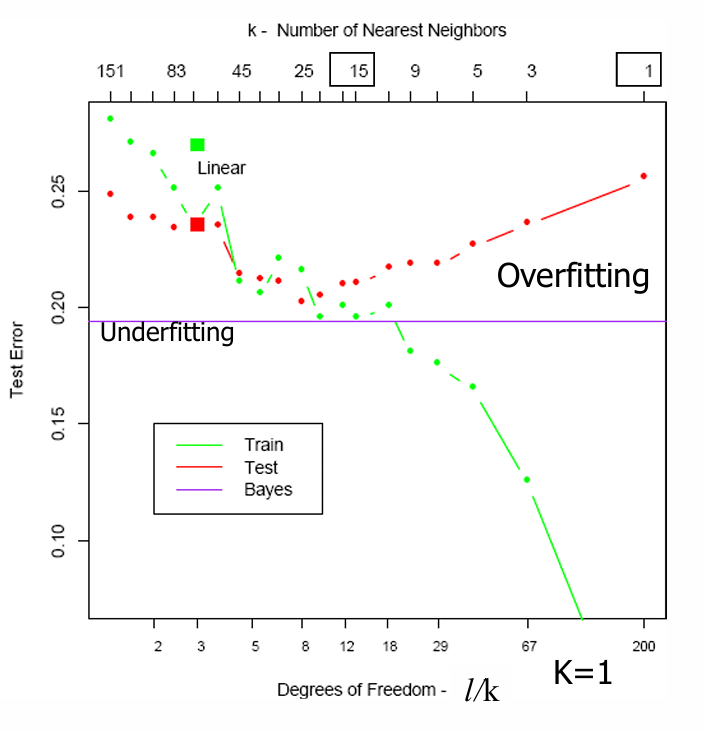 k - Number of Nearest Neighbors
151 83 45 25 15 9 5 3 1
Linear
0.25
Overfitting
0.20
Underfitting
Test Error
0.15
Train
Test
Bayes
0.10
2 3 5 8 12 18 29 67 200
K=1
Degrees of Freedom - l/k